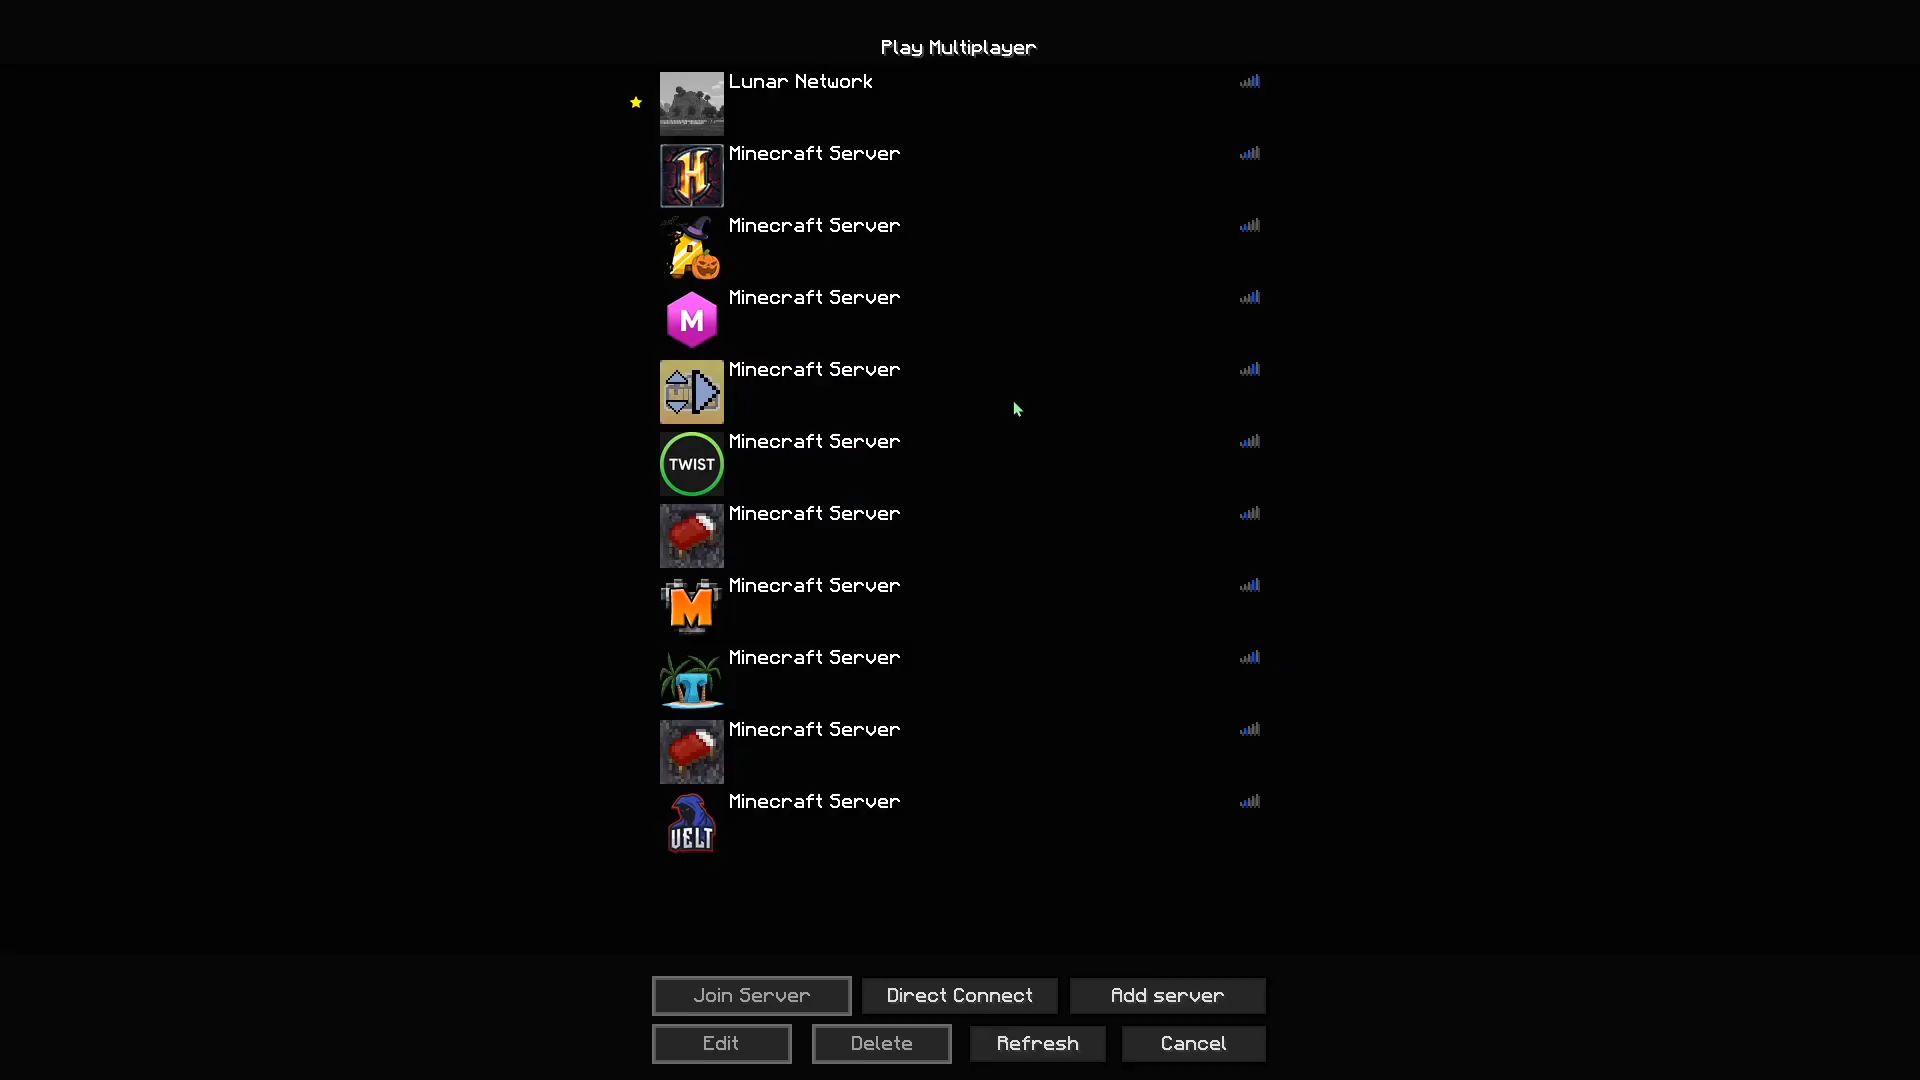 Play Multiplayer
Lunar Network
Minecraft Server
H
Minecraft Server
Minecraft Server
M
Minecraft Server
Minecraft Server
TWIST
Minecraft Server
Minecraft Server
M
Minecraft Server
T
Minecraft Server
Minecraft Server
VELT
Join Server
Direct Connect
Add server
Edit
Delete
Refresh
Cancel